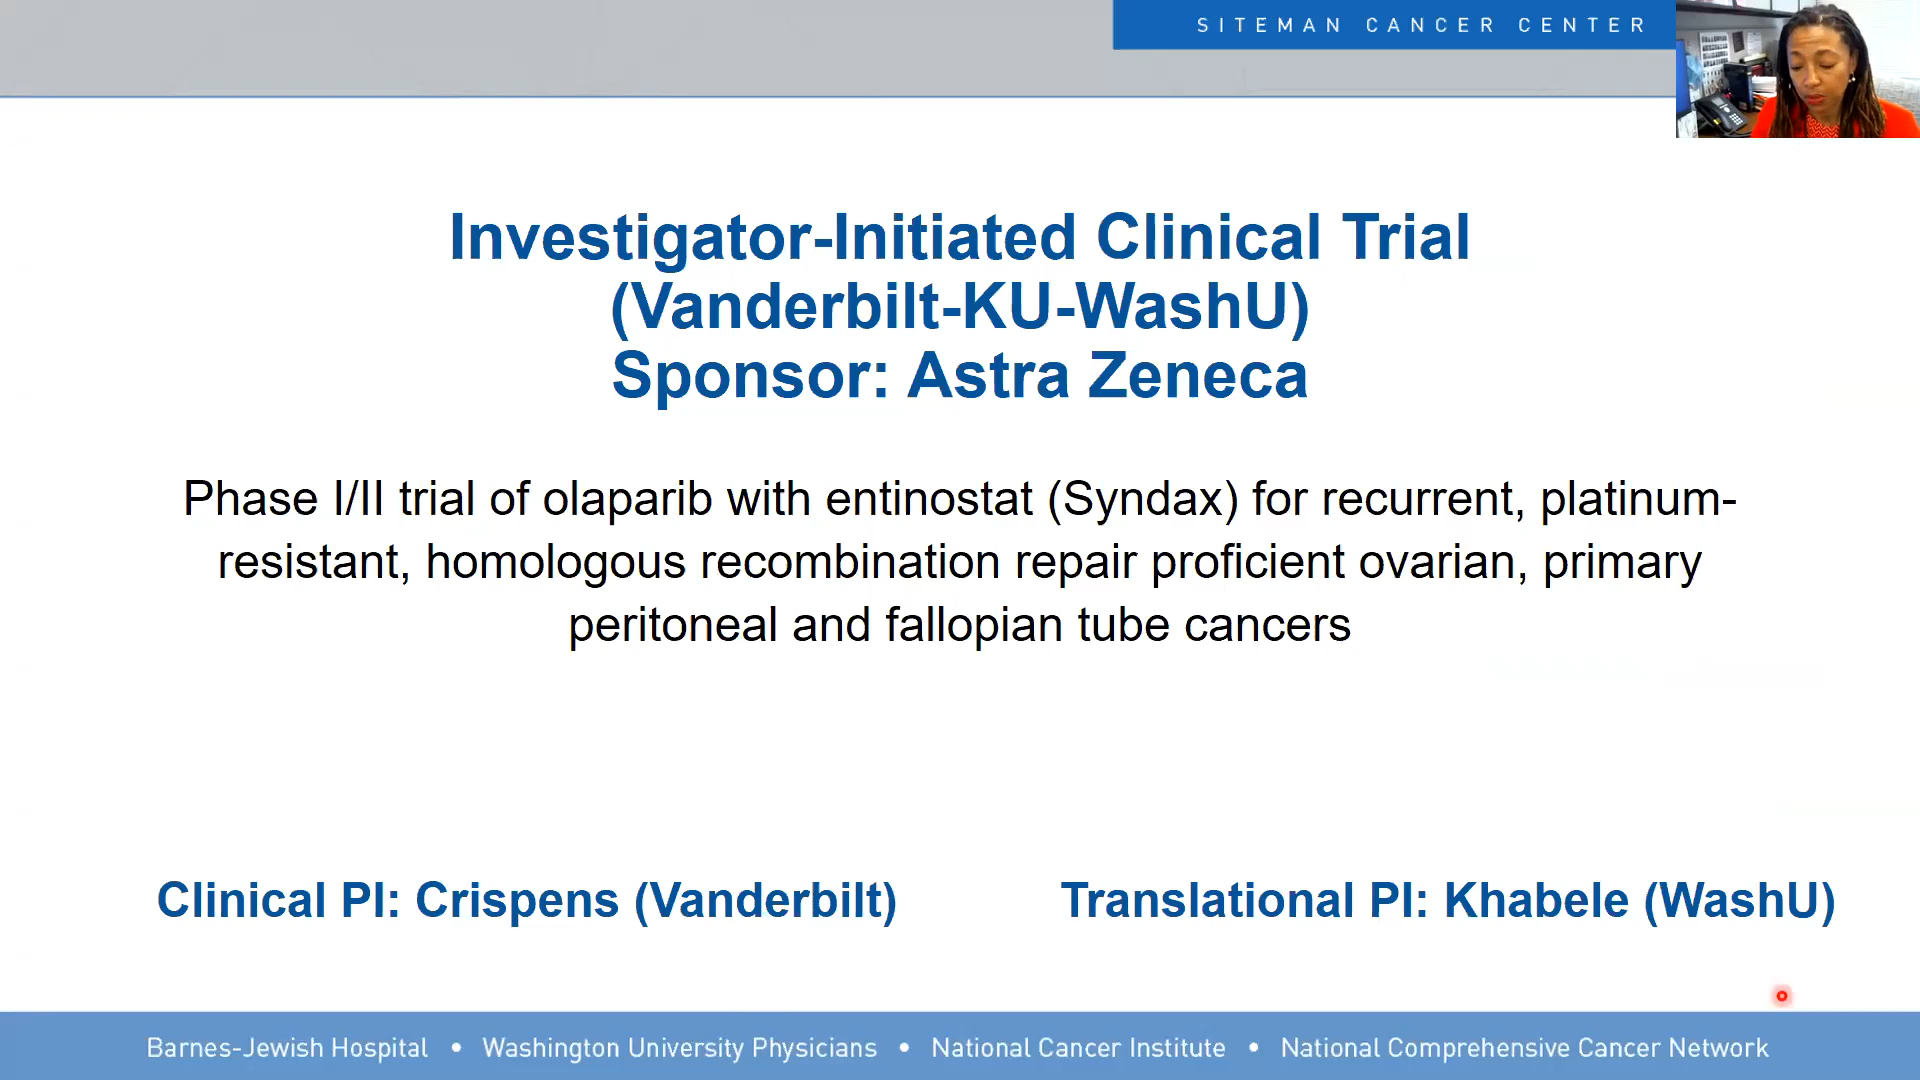 SITEMAN CANCER CENTER
Investigator-Initiated Clinical Trial
(Vanderbilt-KU-WashU)
Sponsor: Astra Zeneca
Phase I/II trial of olaparib with entinostat (Syndax) for recurrent, platinum-
resistant, homologous recombination repair proficient ovarian, primary
peritoneal and fallopian tube cancers
Clinical PI: Crispens (Vanderbilt)
Translational PI: Khabele (WashU)
Barnes-Jewish Hospital • Washington University Physicians • National Cancer Institute • National Comprehensive Cancer Network